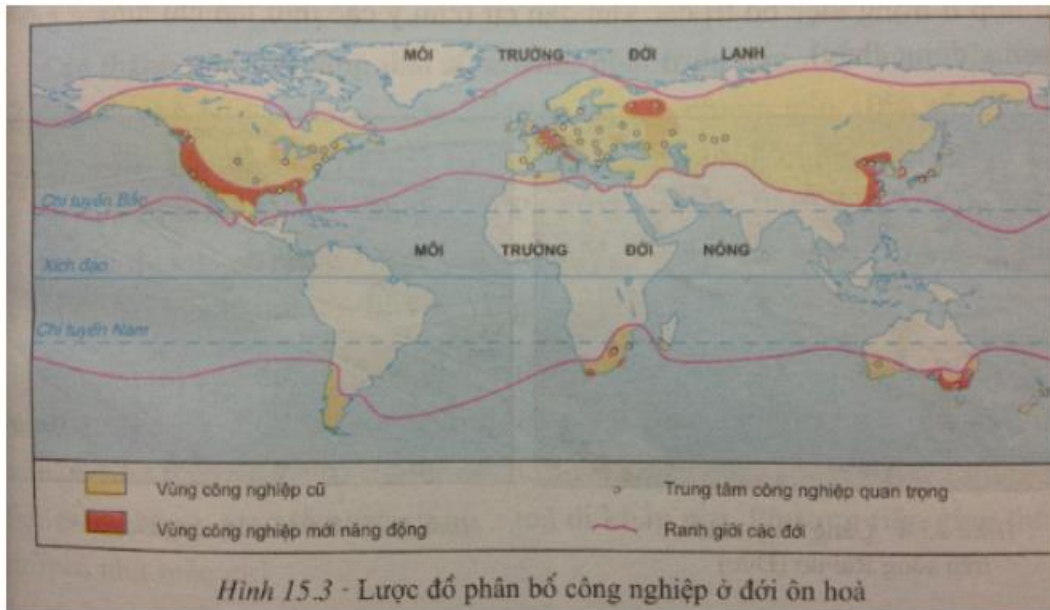 MÔI TRƯỜNG ĐỚI LẠNH
Chí tuyến Bắc
MÔI TRƯỜNG ĐỚI NÓNG
Xích đạo
Chí tuyến Nam
Vùng công nghiệp cũ
Trung tâm công nghiệp quan trọng
Vùng công nghiệp mới năng động
Ranh giới các đới
Hình 15.3 - Lược đồ phân bố công nghiệp ở đới ôn hoà